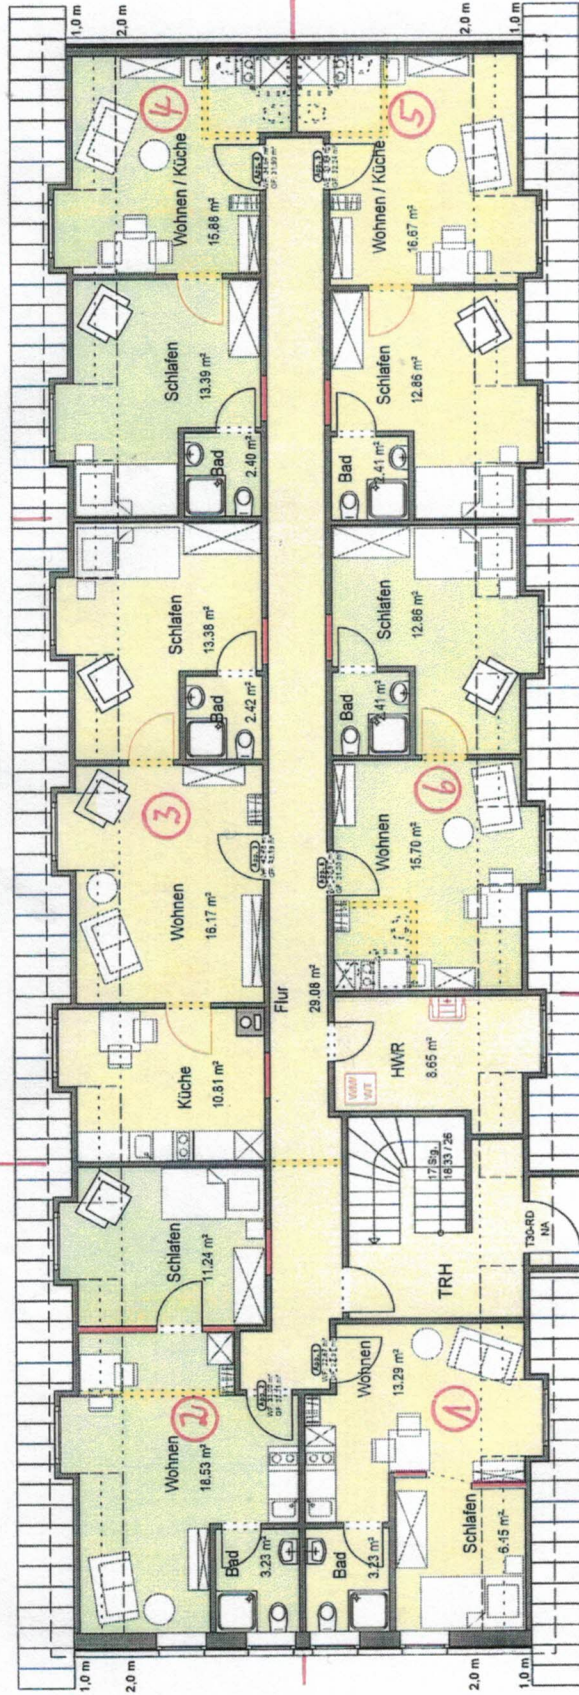 1,0 m
2,0 m
2,0 m
1,0 m
4
Wohnen / Küche
15.88 m²
5
Wohnen / Küche
16.67 m²
Schlafen
13.39 m²
Bad
2.40 m²
Schlafen
12.86 m²
Bad
2.41 m²
Schlafen
13.38 m²
Bad
2.42 m²
Schlafen
12.86 m²
Bad
2.41 m²
3
Wohnen
16.17 m²
6
Wohnen
15.70 m²
Küche
10.81 m²
Flur
29.08 m²
HWR
8.65 m²
WM
WT
Schlafen
11.24 m²
17 Stg.
18.33 / 26
TRH
T30-RD
NA
2
Wohnen
18.53 m²
Bad
3.23 m²
1
Wohnen
13.29 m²
Bad
3.23 m²
Schlafen
6.15 m²
1,0 m
2,0 m
2,0 m
1,0 m